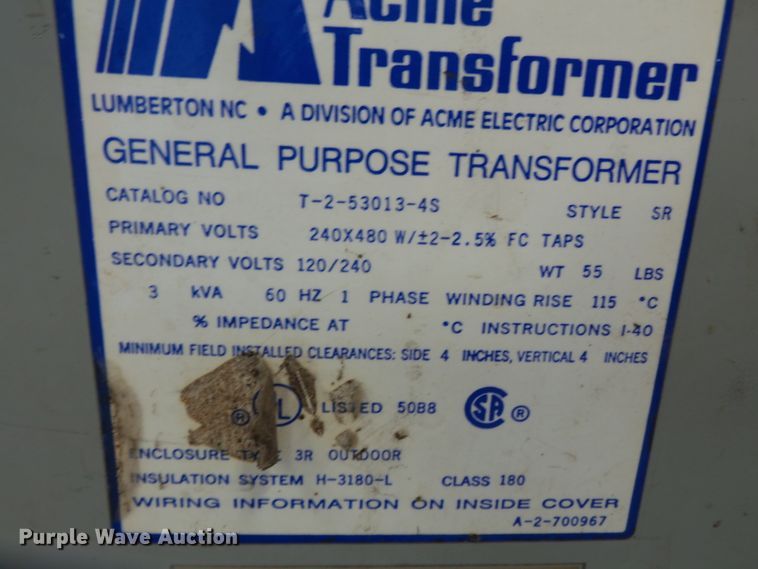 Acme
Transformer
LUMBERTON NC • A DIVISION OF ACME ELECTRIC CORPORATION
GENERAL PURPOSE TRANSFORMER
CATALOG NO T-2-53013-4S STYLE SR
PRIMARY VOLTS 240X480 W/±2-2.5% FC TAPS
SECONDARY VOLTS 120/240 WT 55 LBS
3 kVA 60 HZ 1 PHASE WINDING RISE 115 °C
% IMPEDANCE AT °C INSTRUCTIONS I-40
MINIMUM FIELD INSTALLED CLEARANCES: SIDE 4 INCHES, VERTICAL 4 INCHES
® UL LISTED 50B8 SA ®
ENCLOSURE TYPE 3R OUTDOOR
INSULATION SYSTEM H-3180-L CLASS 180
WIRING INFORMATION ON INSIDE COVER
A-2-700967
Purple Wave Auction